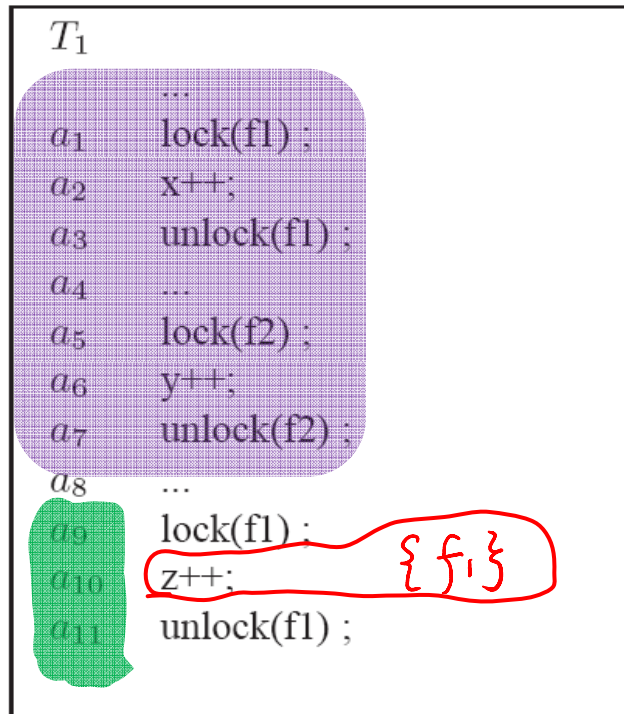 T₁
...
a₁ lock(f1) ;
a₂ x++;
a₃ unlock(f1) ;
a₄ ...
a₅ lock(f2) ;
a₆ y++;
a₇ unlock(f2) ;
a₈ ...
a₉ lock(f1) ;
a₁₀ z++; {f₁}
a₁₁ unlock(f1) ;